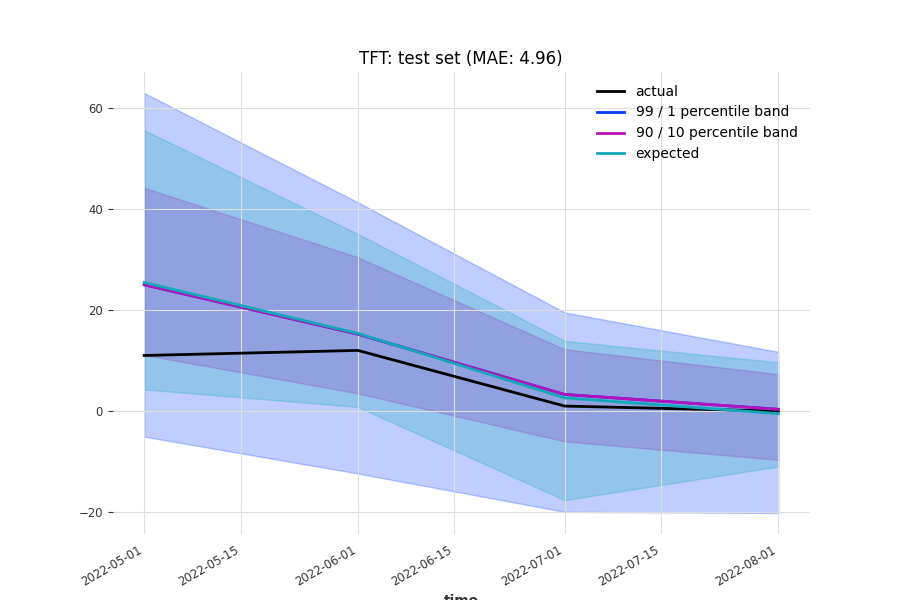 TFT: test set (MAE: 4.96)
actual
99 / 1 percentile band
90 / 10 percentile band
expected
60
40
20
0
−20
2022-05-01
2022-05-15
2022-06-01
2022-06-15
2022-07-01
2022-07-15
2022-08-01
time